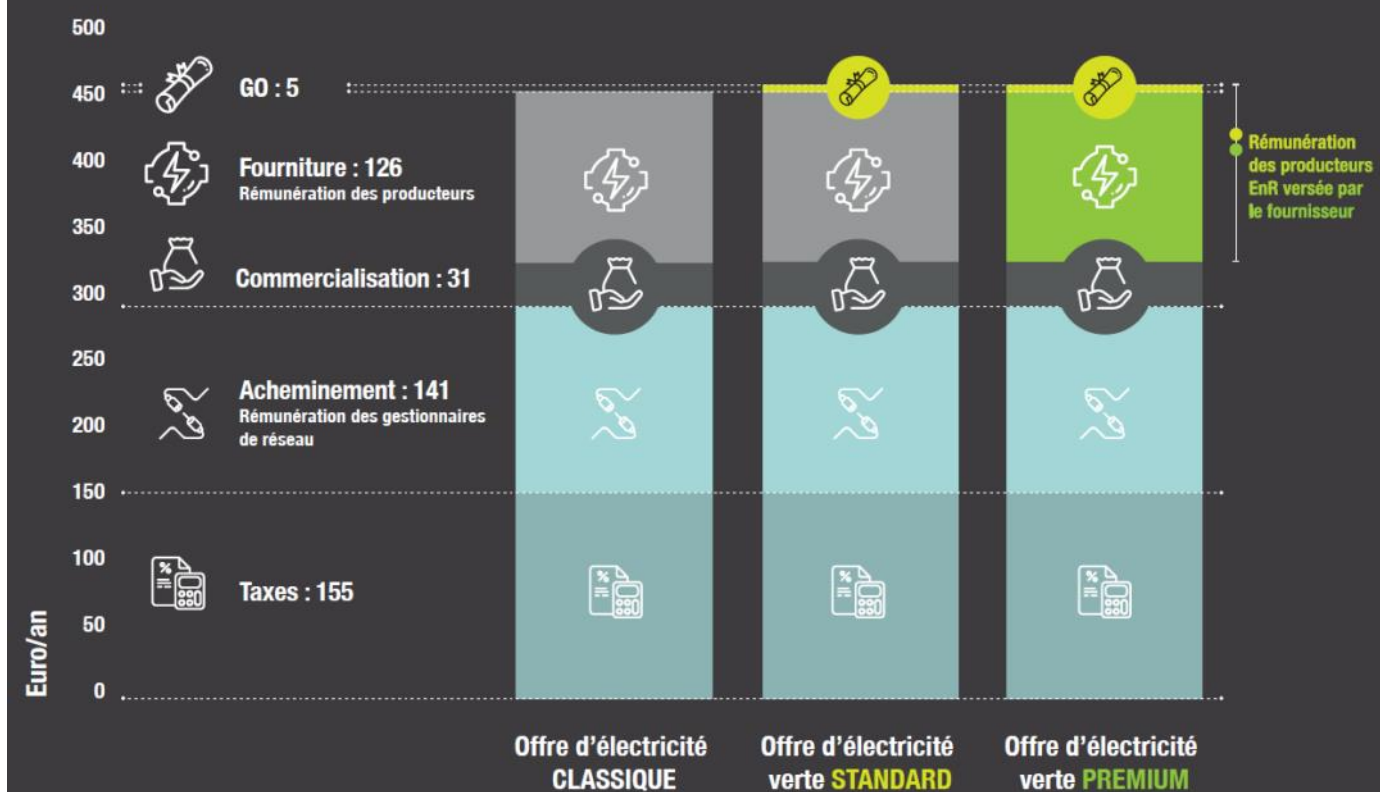 500
450
400
350
300
250
200
150
100
50
0
Euro/an
GO : 5
Fourniture : 126
Rémunération des producteurs
Commercialisation : 31
Acheminement : 141
Rémunération des gestionnaires
de réseau
Taxes : 155
Rémunération
des producteurs
EnR versée par
le fournisseur
Offre d'électricité
CLASSIQUE
Offre d'électricité
verte STANDARD
Offre d'électricité
verte PREMIUM